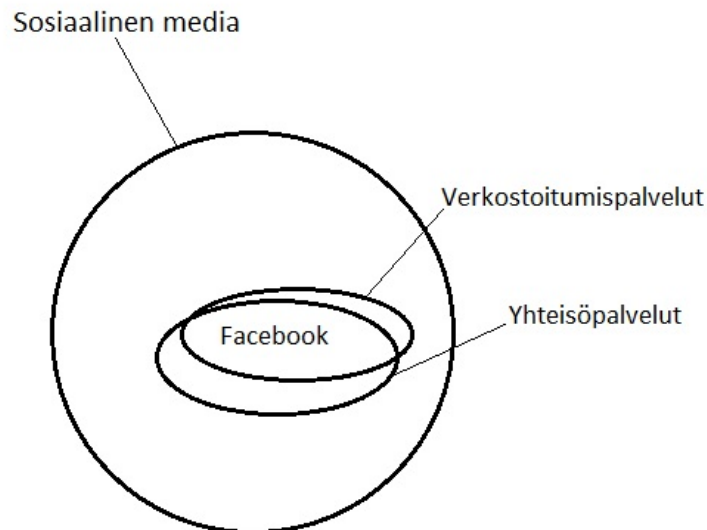 Sosiaalinen media
Verkostoitumispalvelut
Yhteisöpalvelut
Facebook